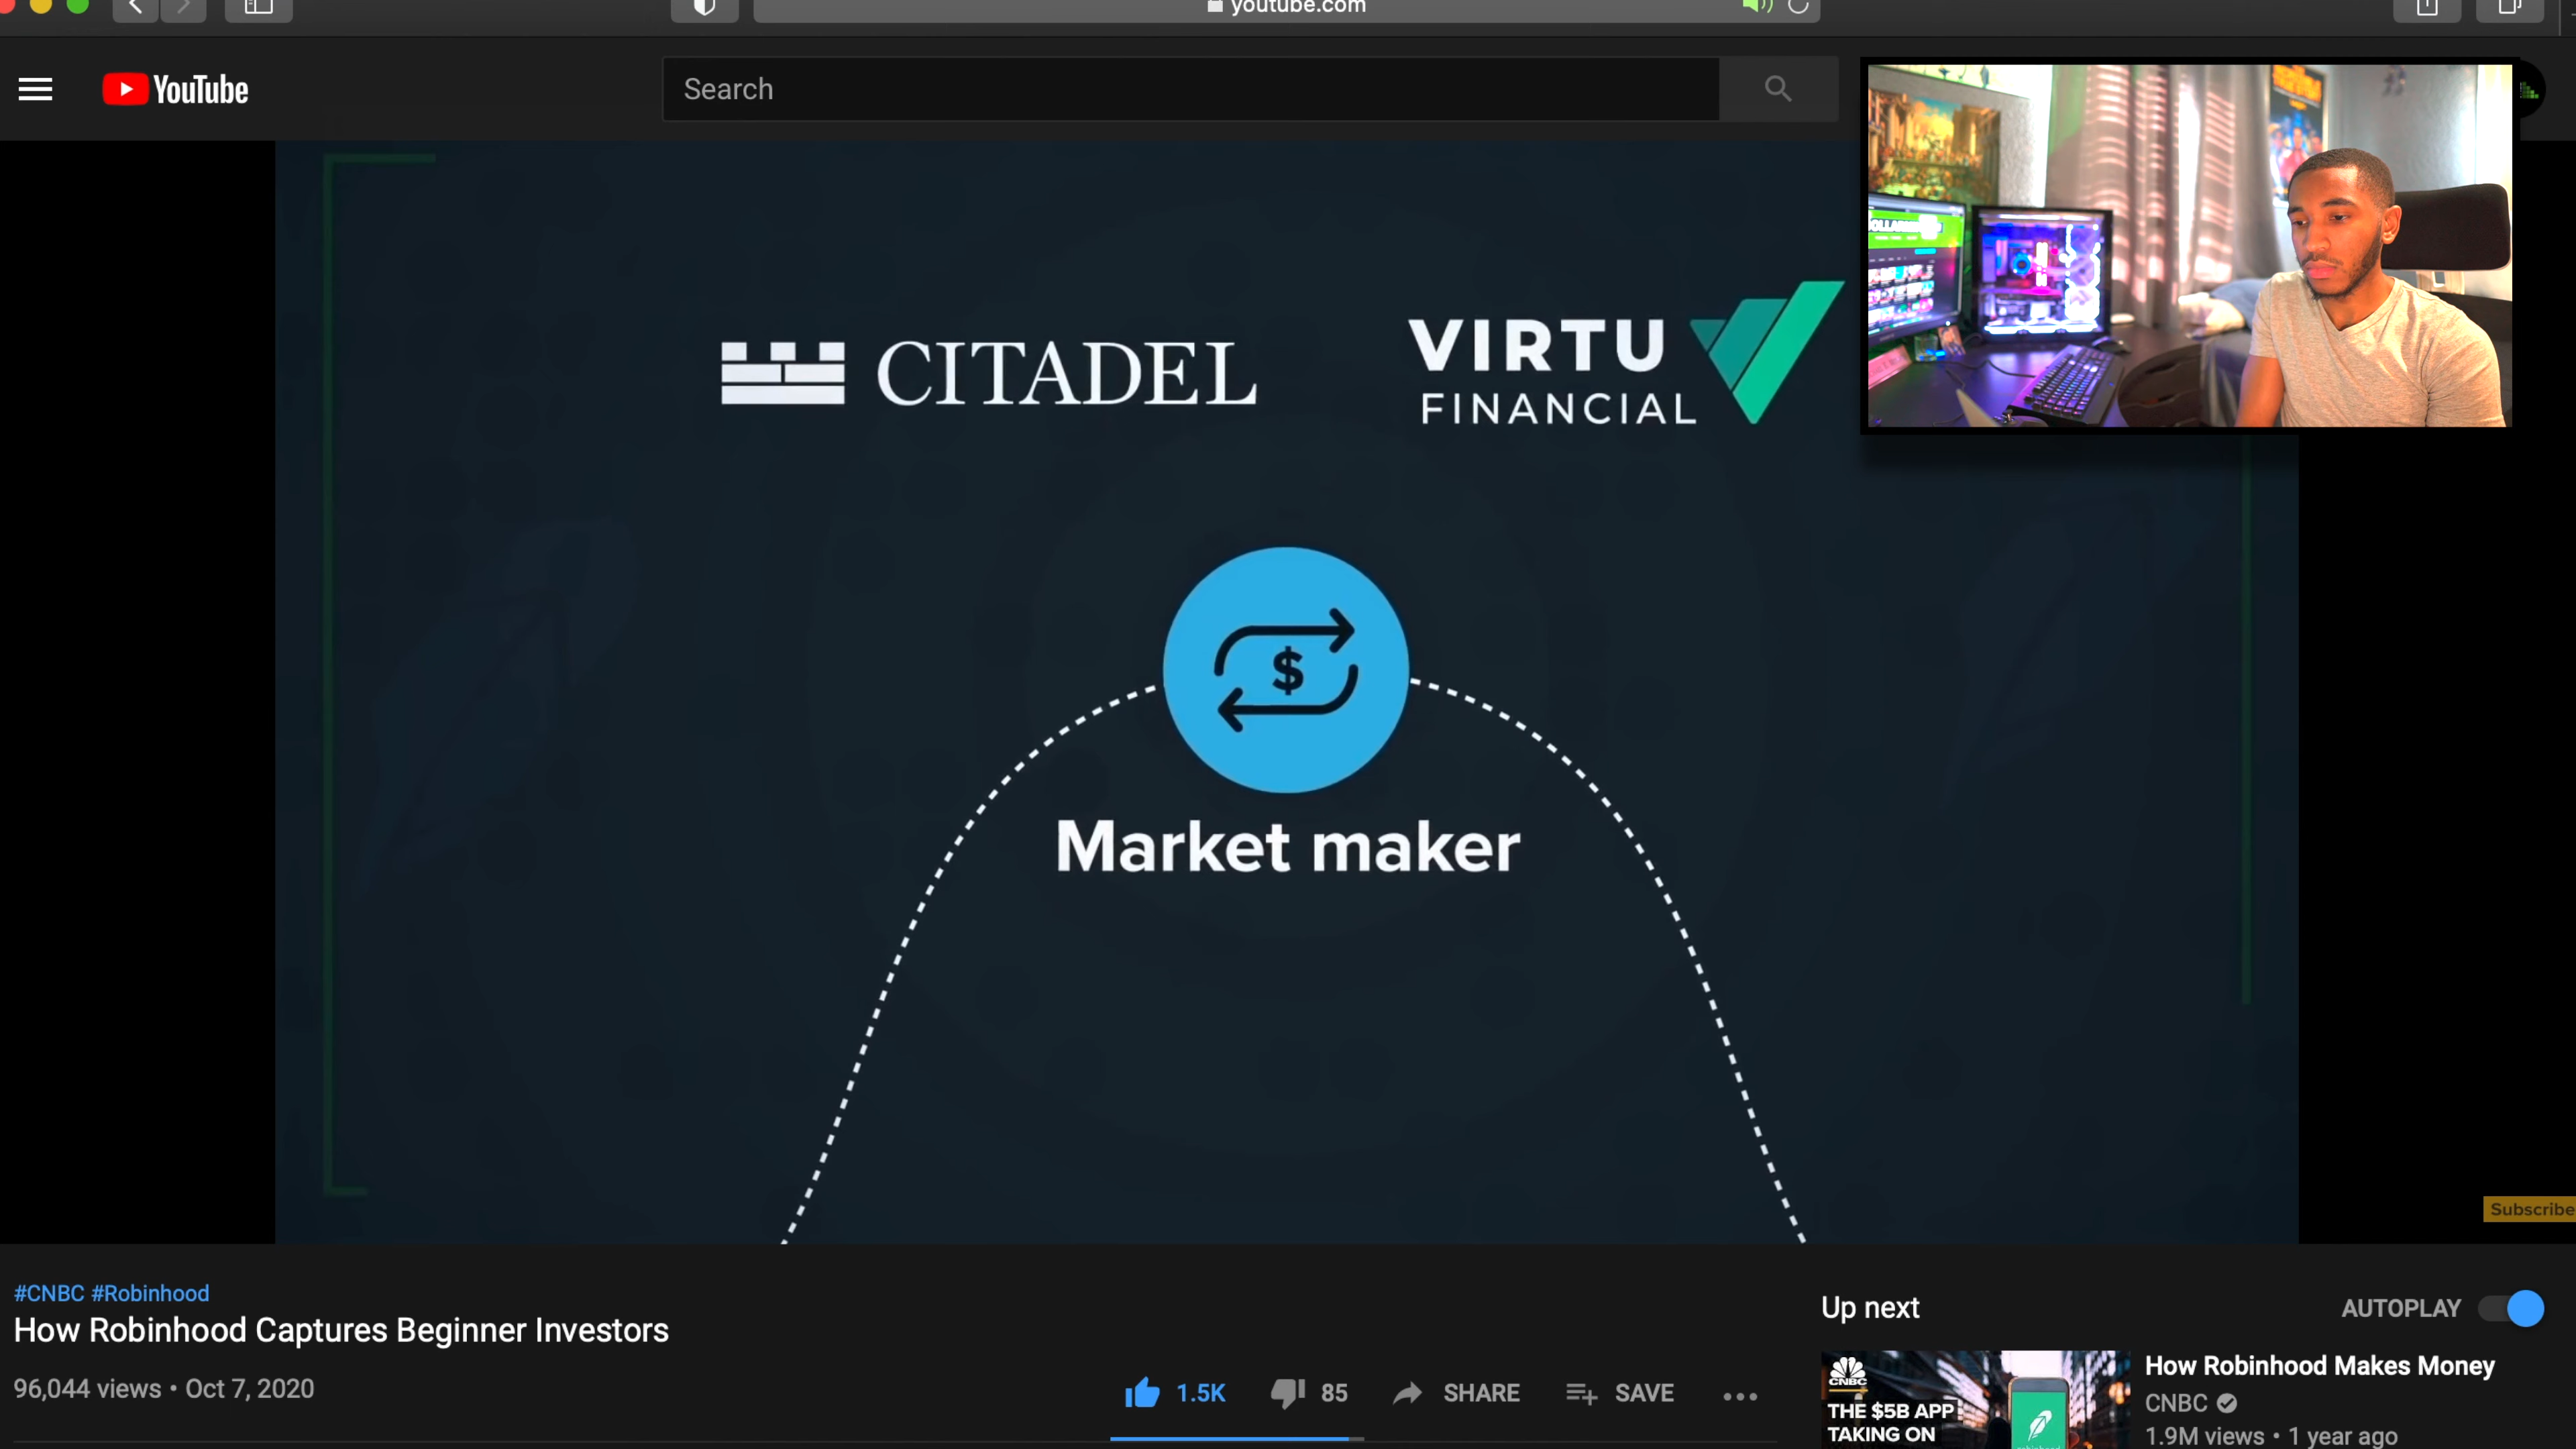 youtube.com
YouTube
Search
CITADEL
VIRTU
FINANCIAL
$
Market maker
Subscribe
#CNBC #Robinhood
How Robinhood Captures Beginner Investors
96,044 views • Oct 7, 2020
1.5K
85
SHARE
SAVE
Up next
AUTOPLAY
CNBC
THE $5B APP
TAKING ON
How Robinhood Makes Money
CNBC
1.9M views • 1 year ago